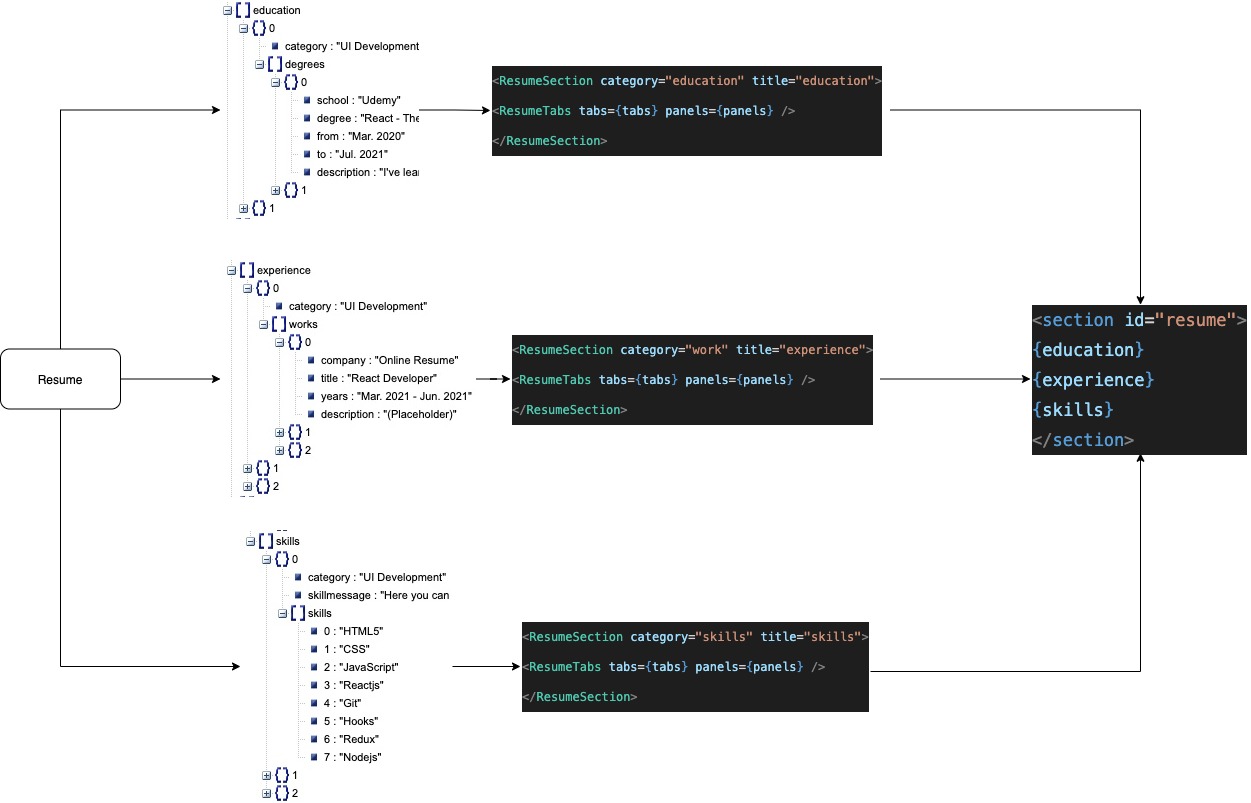 [ ] education
{ } 0
category : "UI Development
[ ] degrees
{ } 0
school : "Udemy"
degree : "React - The
from : "Mar. 2020"
to : "Jul. 2021"
description : "I've lea
{ } 1
{ } 1
<ResumeSection category="education" title="education">
<ResumeTabs tabs={tabs} panels={panels} />
</ResumeSection>
Resume
[ ] experience
{ } 0
category : "UI Development"
[ ] works
{ } 0
company : "Online Resume"
title : "React Developer"
years : "Mar. 2021 - Jun. 2021"
description : "(Placeholder)"
{ } 1
{ } 2
{ } 1
{ } 2
<ResumeSection category="work" title="experience">
<ResumeTabs tabs={tabs} panels={panels} />
</ResumeSection>
<section id="resume">
{education}
{experience}
{skills}
</section>
[ ] skills
{ } 0
category : "UI Development"
skillmessage : "Here you can
[ ] skills
0 : "HTML5"
1 : "CSS"
2 : "JavaScript"
3 : "Reactjs"
4 : "Git"
5 : "Hooks"
6 : "Redux"
7 : "Nodejs"
{ } 1
{ } 2
<ResumeSection category="skills" title="skills">
<ResumeTabs tabs={tabs} panels={panels} />
</ResumeSection>